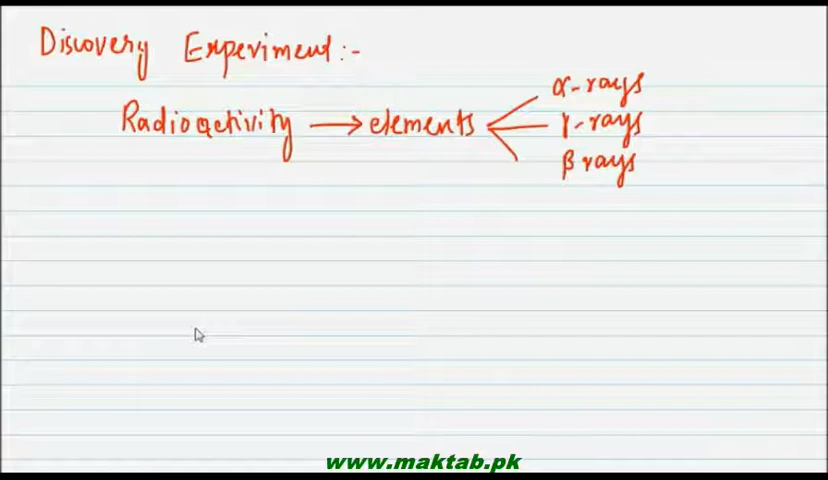 Discovery Experiment:-
α-rays
Radioactivity → elements γ-rays
β rays
www.maktab.pk